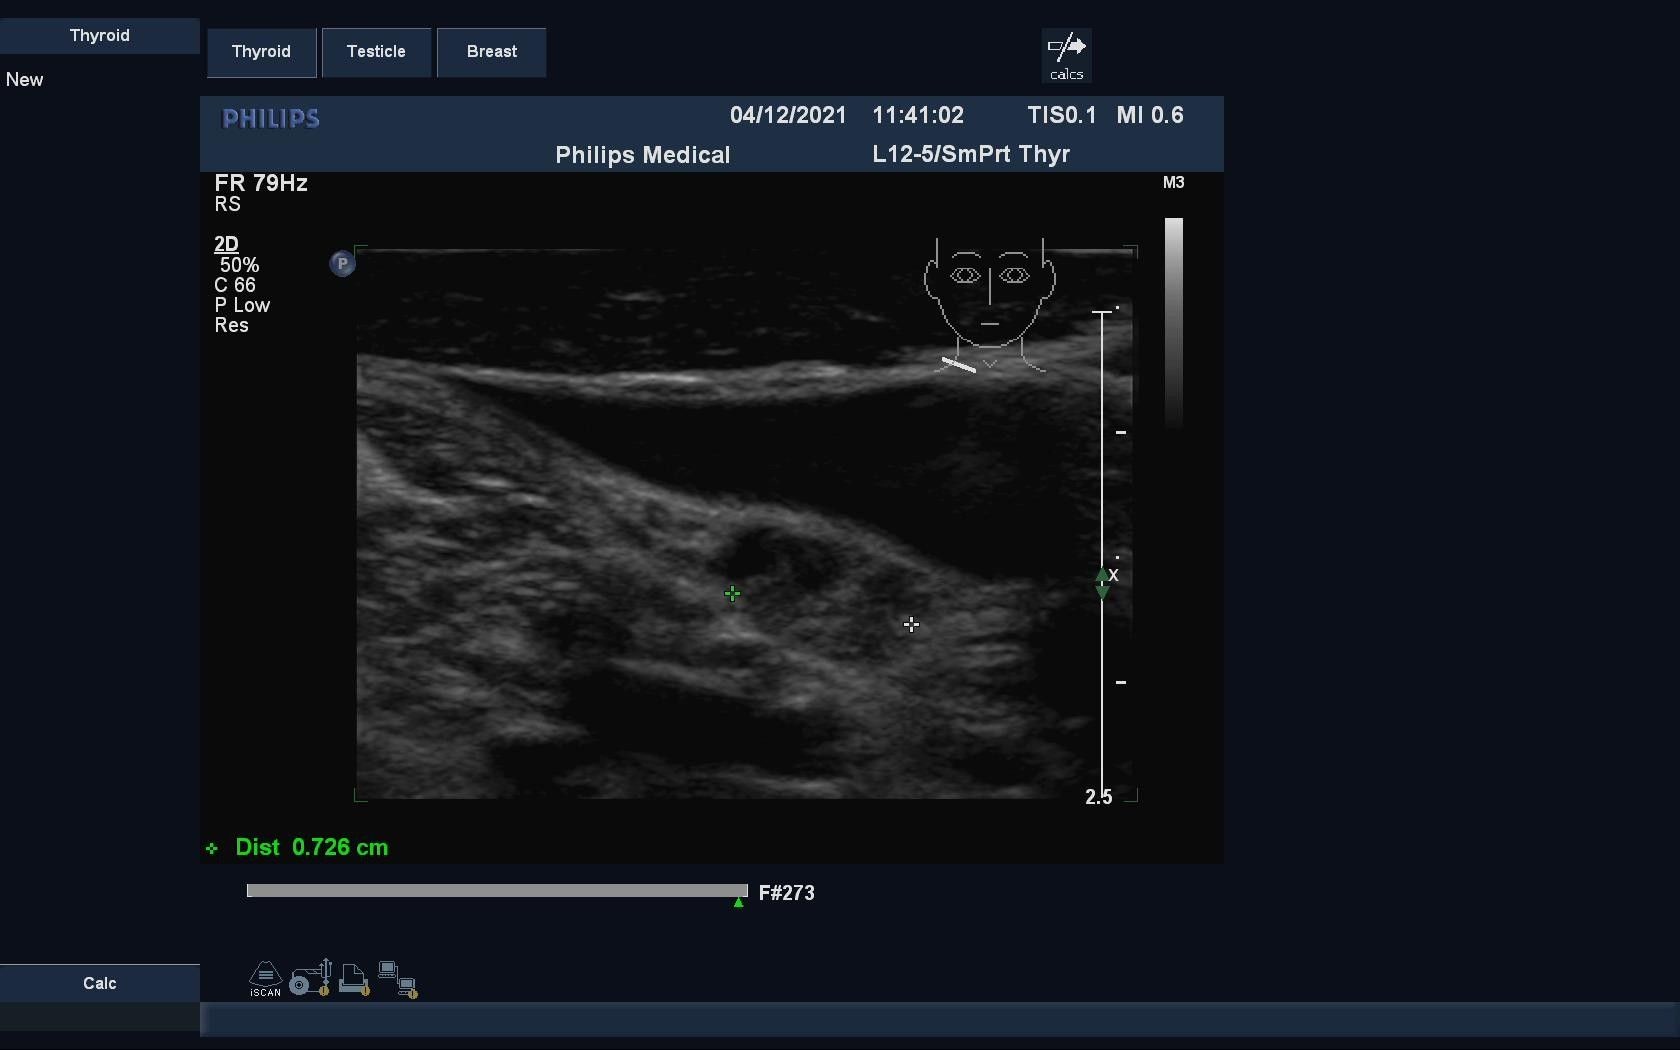 Thyroid
Thyroid Testicle Breast
New
calcs
PHILIPS 04/12/2021 11:41:02 TIS0.1 MI 0.6
Philips Medical L12-5/SmPrt Thyr
FR 79Hz
M3
RS
2D
50%
P
C 66
P Low
Res
X
2.5
Dist 0.726 cm
F#273
iSCAN
Calc